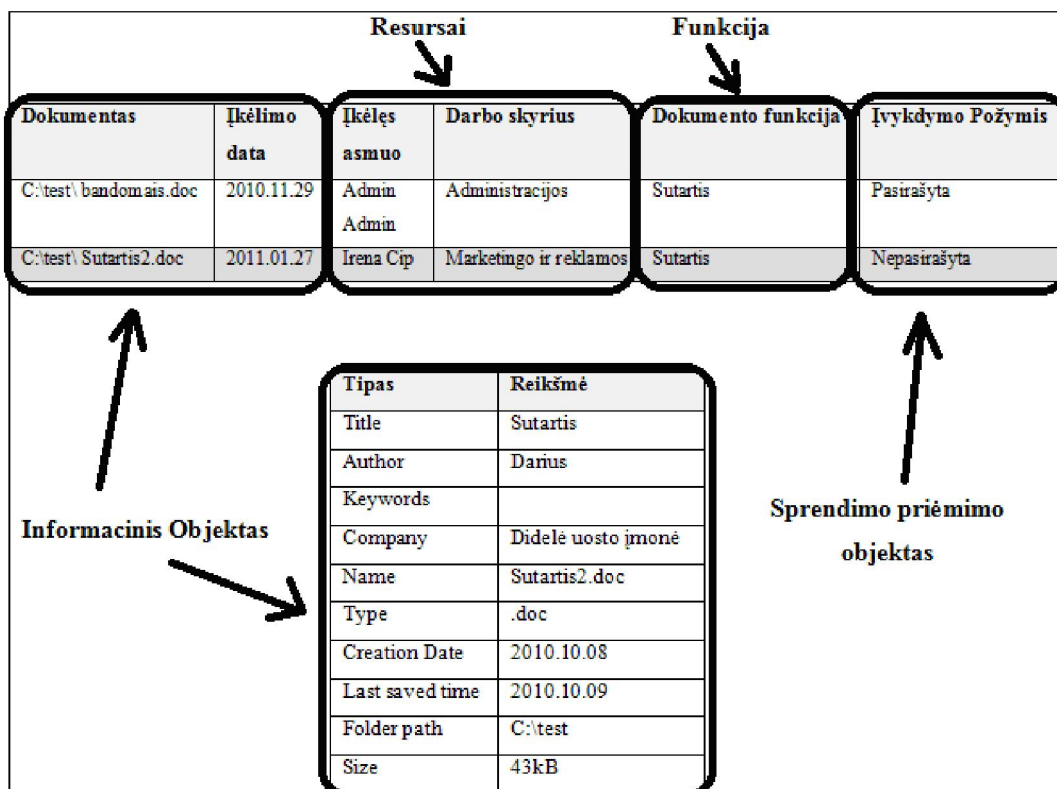 Resursai Funkcija
Dokumentas Įkėlimo data Įkėlęs asmuo Darbo skyrius Dokumento funkcija Įvykdymo Požymis
C:\test\ bandomais.doc 2010.11.29 Admin Admin Administracijos Sutartis Pasirašyta
C:\test\ Sutartis2.doc 2011.01.27 Irena Cip Marketingo ir reklamos Sutartis Nepasirašyta
Tipas Reikšmė
Title Sutartis
Author Darius
Keywords
Company Didelė uosto įmonė
Name Sutartis2.doc
Type .doc
Creation Date 2010.10.08
Last saved time 2010.10.09
Folder path C:\test
Size 43kB
Informacinis Objektas
Sprendimo priėmimo
objektas